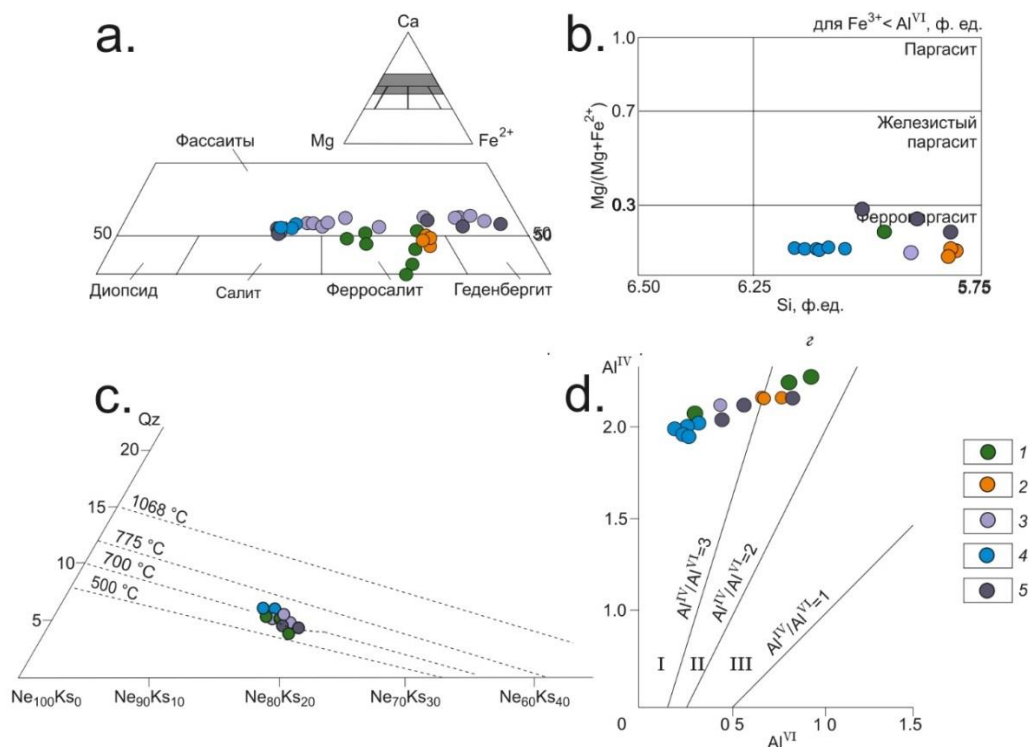 a.
Ca
Mg
Fe2+
Фассаиты
50
50
50
Диопсид
Салит
Ферросалит
Геденбергит
b.
для Fe3+< AlVI, ф. ед.
1.0
Паргасит
0.7
Железистый
паргасит
0.3
Ферропаргасит
Mg/(Mg+Fe2+)
6.50
6.25
5.75
Si, ф.ед.
c.
Qz
20
15
10
5
1068 °C
775 °C
700 °C
500 °C
Ne100Ks0
Ne90Ks10
Ne80Ks20
Ne70Ks30
Ne60Ks40
г
d.
AlIV
2.0
1.5
1.0
AlIV/AlVI=3
AlIV/AlVI=2
AlIV/AlVI=1
I
II
III
0
0 5
1 0
1.5
AlVI
1
2
3
4
5